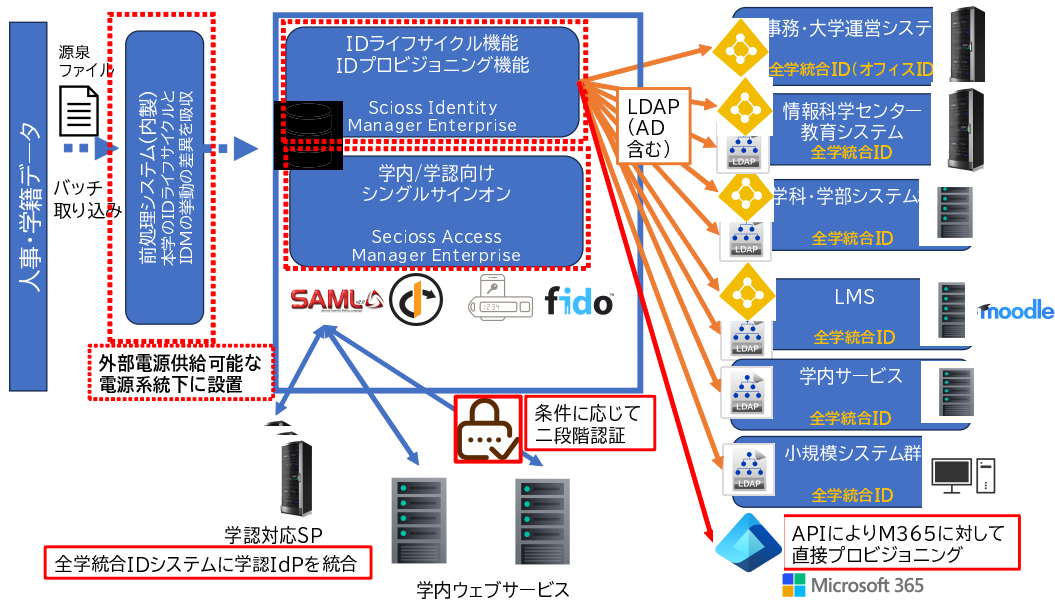 人事・学籍データ
源泉
ファイル
バッチ
取り込み
前処理システム(内製)
本学のIDライフサイクルと
IDMの挙動の差異を吸収
外部電源供給可能な
電源系統下に設置
IDライフサイクル機能
IDプロビジョニング機能
Scioss Identity
Manager Enterprise
学内/学認向け
シングルサインオン
Secioss Access
Manager Enterprise
SAML v2.0
1234
fido™
条件に応じて
二段階認証
学認対応SP
全学統合IDシステムに学認IdPを統合
学内ウェブサービス
LDAP
(AD
含む)
事務・大学運営システ
全学統合ID(オフィスID
情報科学センター
教育システム
全学統合ID
LDAP
学科・学部システム
全学統合ID
LDAP
LMS
全学統合ID
LDAP
moodle
学内サービス
全学統合ID
LDAP
小規模システム群
全学統合ID
LDAP
APIによりM365に対して
直接プロビジョニング
Microsoft 365